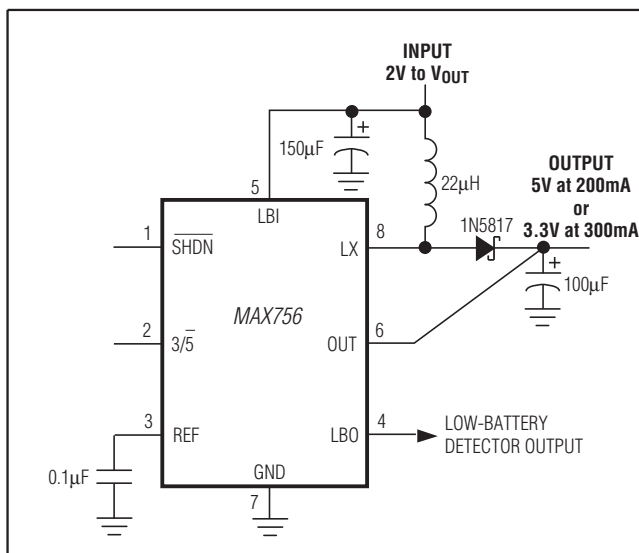 INPUT
2V to VOUT
+
150µF
22µH
OUTPUT
5V at 200mA
or
3.3V at 300mA
5
LBI
1
SHDN
8
LX
1N5817
+
100µF
MAX756
2
3/5
6
OUT
3
REF
4
LBO
LOW-BATTERY
DETECTOR OUTPUT
0.1µF
GND
7